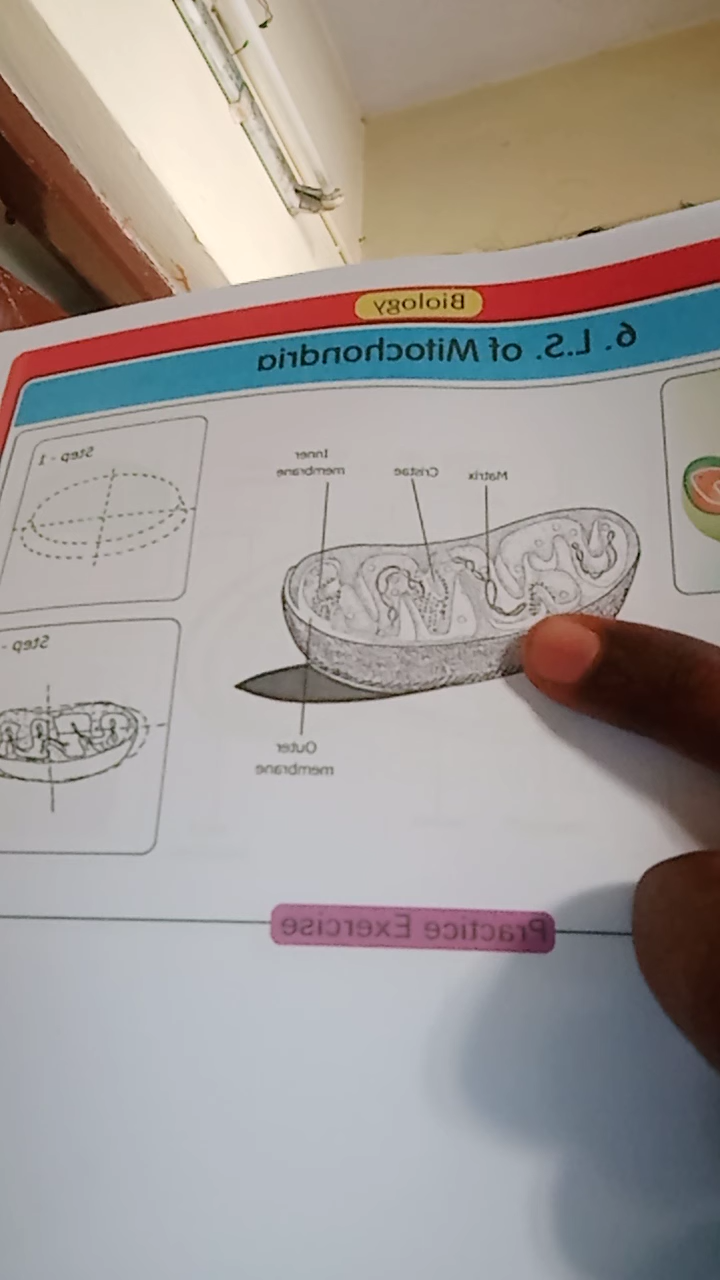 Biology
6. L.S. of Mitochondria
Step - 1
Inner
membrane
Cristae
Matrix
Step -
Outer
membrane
Practice Exercise